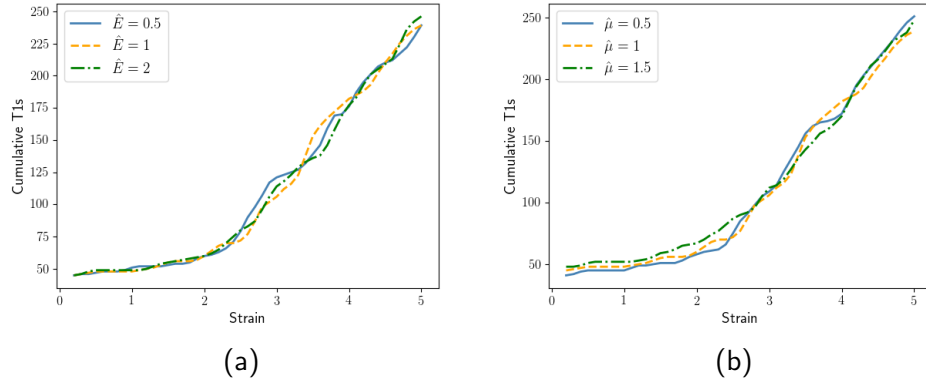 250
225
200
175
150
125
100
75
50
0
1
2
3
4
5
Cumulative T1s
Strain
Ê = 0.5
Ê = 1
Ê = 2
(a)
250
200
150
100
50
0
1
2
3
4
5
Cumulative T1s
Strain
μ̂ = 0.5
μ̂ = 1
μ̂ = 1.5
(b)